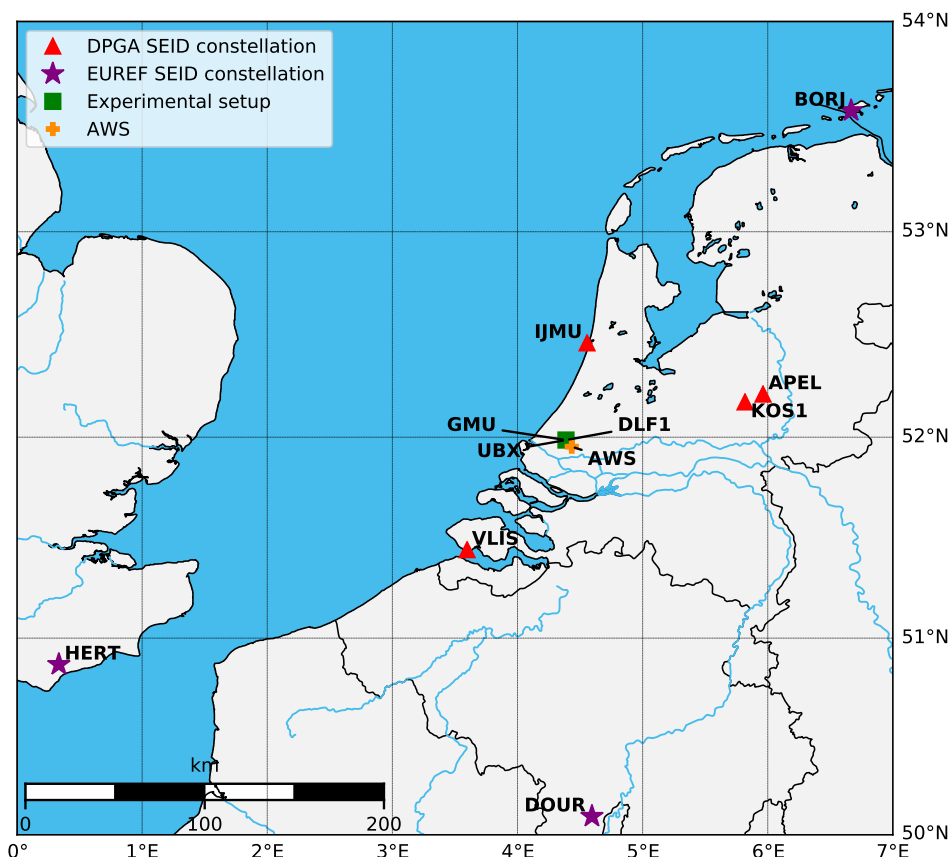 54°N
DPGA SEID constellation
EUREF SEID constellation
Experimental setup
AWS
BORJ
53°N
IJMU
APEL
KOS1
GMU
DLF1
52°N
UBX
AWS
VLIS
51°N
HERT
km
DOUR
0
100
200
50°N
0°
1°E
2°E
3°E
4°E
5°E
6°E
7°E